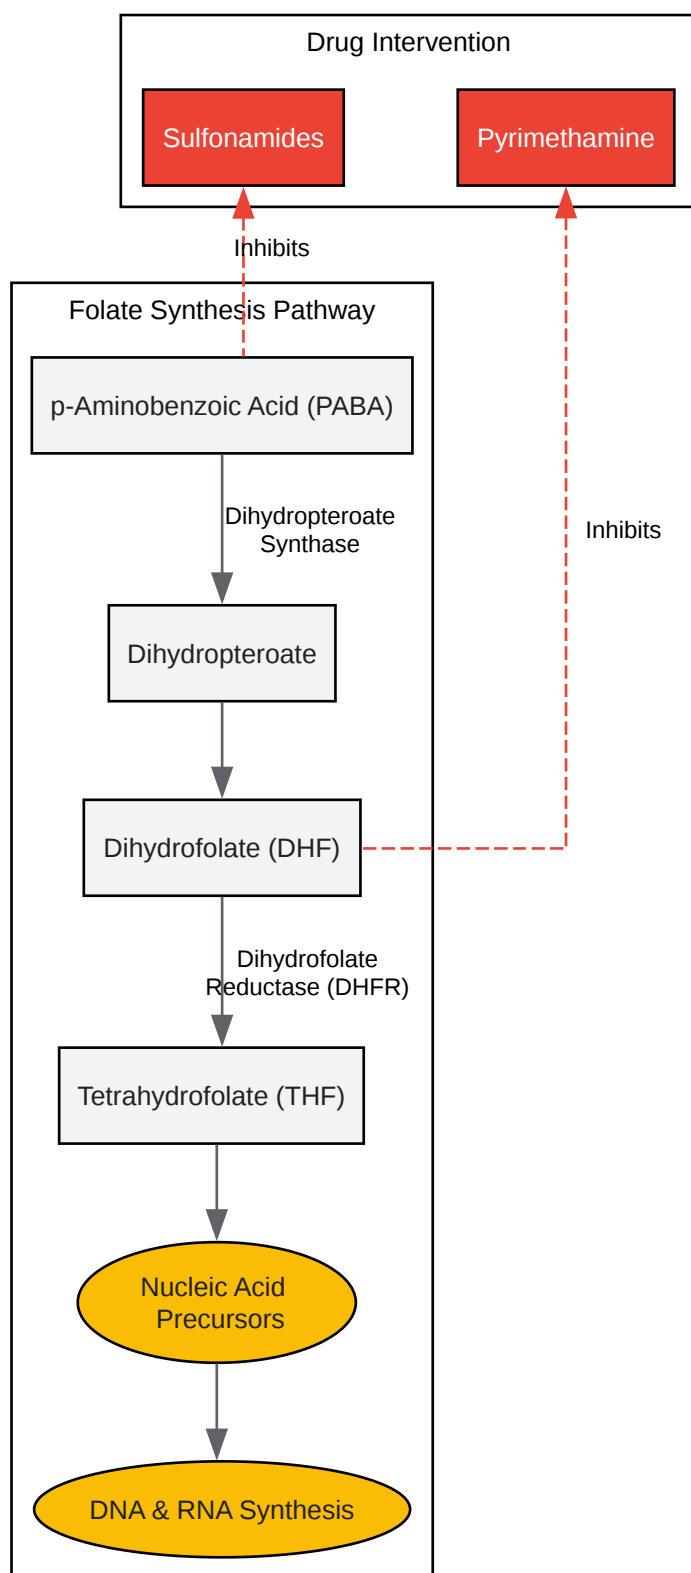 Drug Intervention
Sulfonamides
Pyrimethamine
Inhibits
Folate Synthesis Pathway
p-Aminobenzoic Acid (PABA)
Dihydropteroate
Synthase
Inhibits
Dihydropteroate
Dihydrofolate (DHF)
Dihydrofolate
Reductase (DHFR)
Tetrahydrofolate (THF)
Nucleic Acid
Precursors
DNA & RNA Synthesis